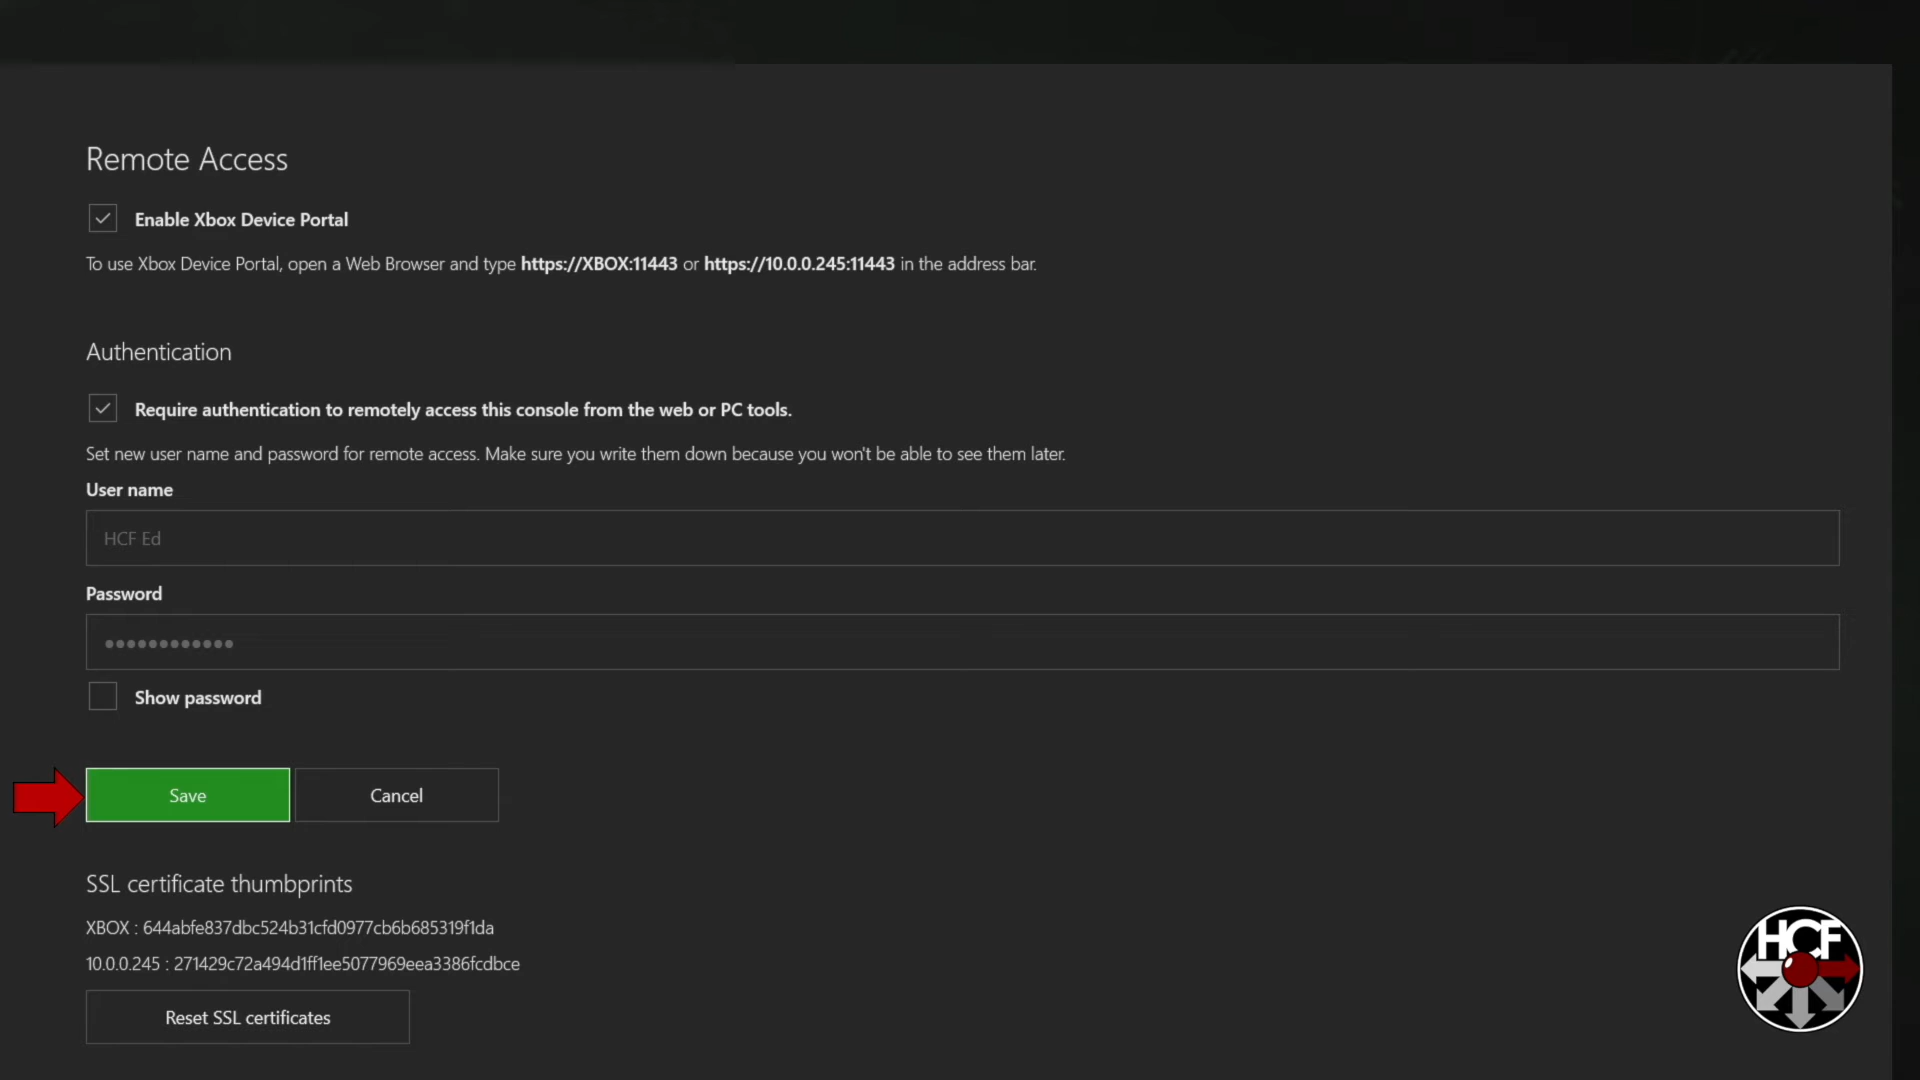 Remote Access
Enable Xbox Device Portal
To use Xbox Device Portal, open a Web Browser and type https://XBOX:11443 or https://10.0.0.245:11443 in the address bar.
Authentication
Require authentication to remotely access this console from the web or PC tools.
Set new user name and password for remote access. Make sure you write them down because you won't be able to see them later.
User name
HCF Ed
Password
●●●●●●●●●●●●
Show password
Save
Cancel
SSL certificate thumbprints
XBOX : 644abfe837dbc524b31cfd0977cb6b685319f1da
10.0.0.245 : 271429c72a494d1ff1ee5077969eea3386fcdbce
Reset SSL certificates
HCF